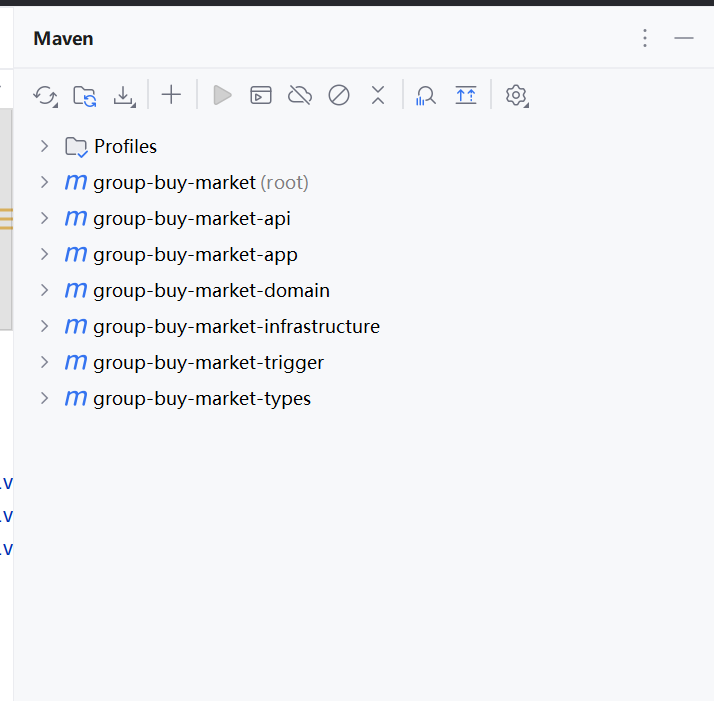 Maven
Profiles
group-buy-market (root)
group-buy-market-api
group-buy-market-app
group-buy-market-domain
group-buy-market-infrastructure
group-buy-market-trigger
group-buy-market-types
.v
.v
.v